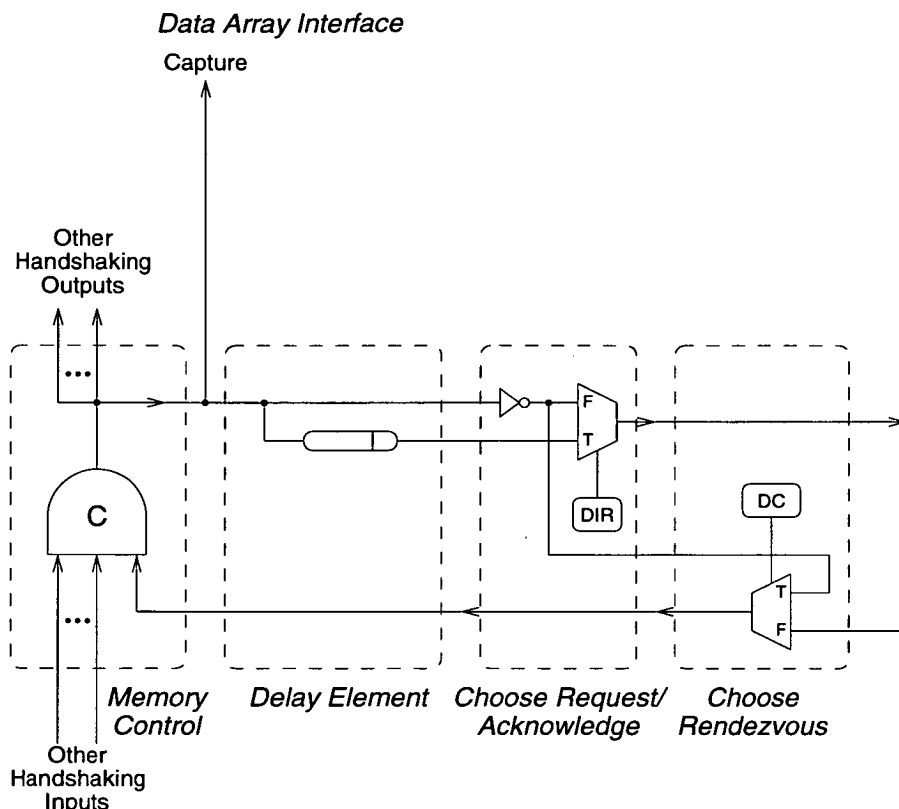 Data Array Interface
Capture
Other
Handshaking
Outputs
F
T
C
DIR
DC
T
F
Memory
Control
Delay Element
Choose Request/
Acknowledge
Choose
Rendezvous
Other
Handshaking
Inputs